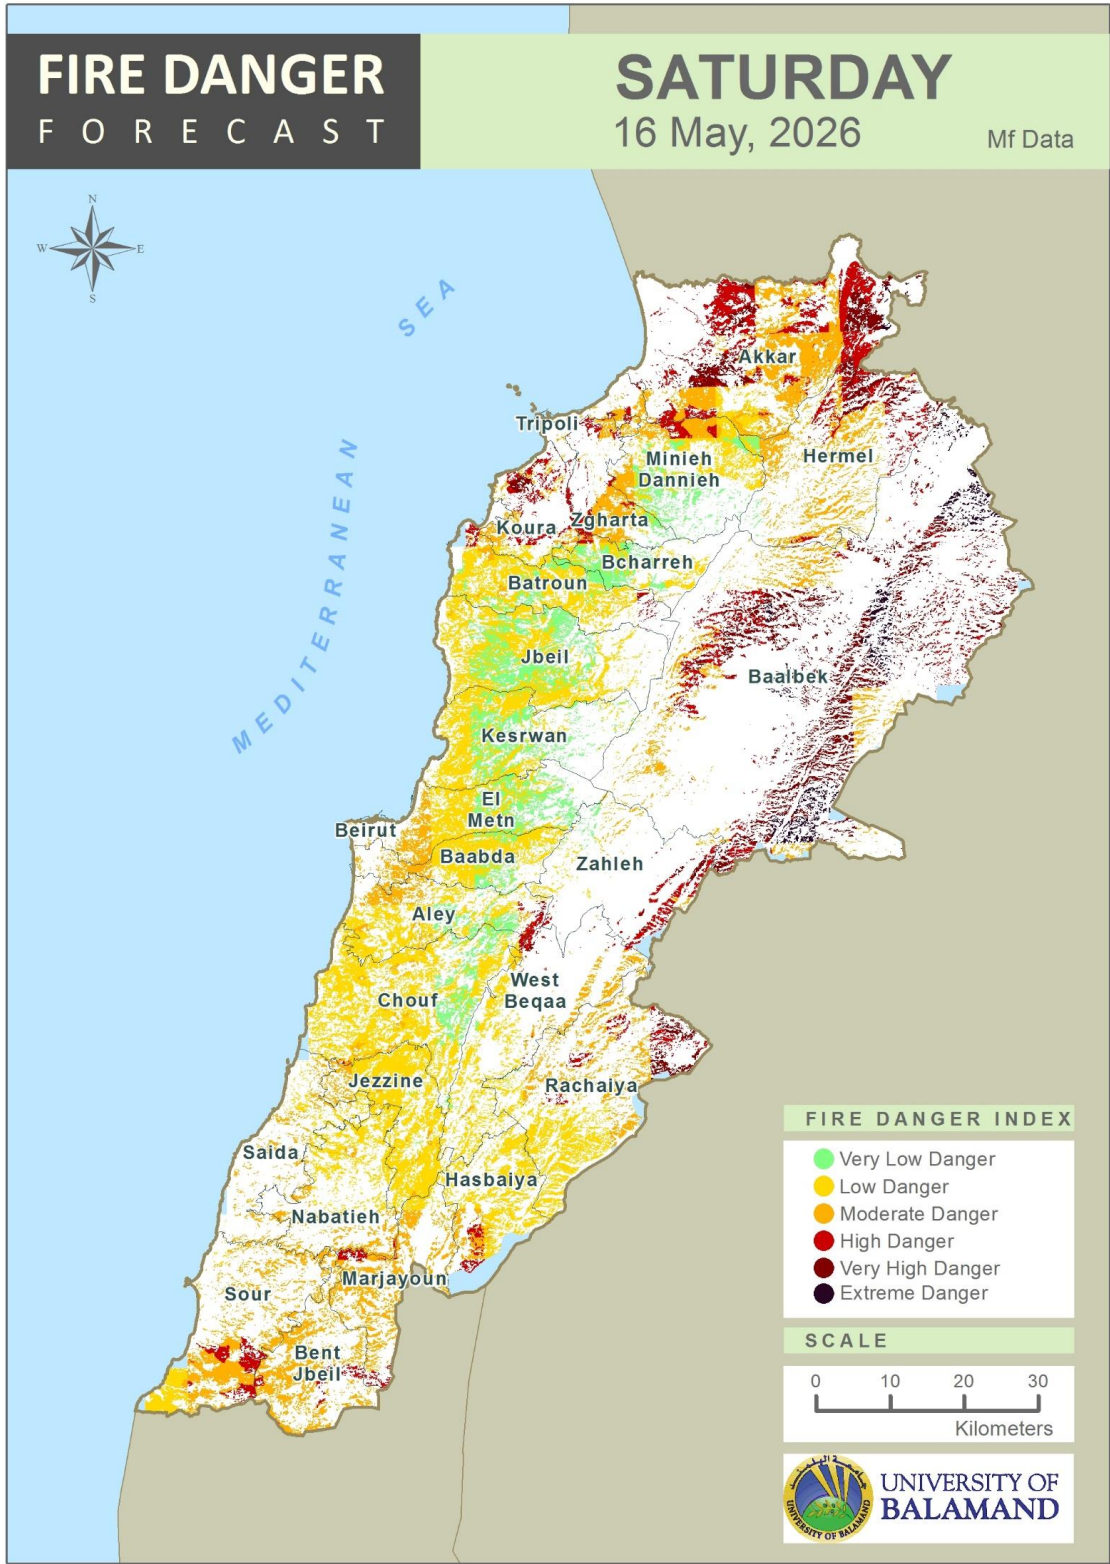 FIRE DANGER
FORECAST
SATURDAY
16 May, 2026
Mf Data
N
W
E
S
MEDITERRANEAN SEA
Akkar
Tripoli
Hermel
Minieh
Dannieh
Koura
Zgharta
Bcharreh
Batroun
Jbeil
Baalbek
Kesrwan
El
Metn
Beirut
Baabda
Zahleh
Aley
West
Beqaa
Chouf
Jezzine
Rachaiya
Saida
Hasbaiya
Nabatieh
Marjayoun
Sour
Bent
Jbeil
FIRE DANGER INDEX
Very Low Danger
Low Danger
Moderate Danger
High Danger
Very High Danger
Extreme Danger
SCALE
0 10 20 30
Kilometers
UNIVERSITY OF BALAMAND
UNIVERSITY OF
BALAMAND